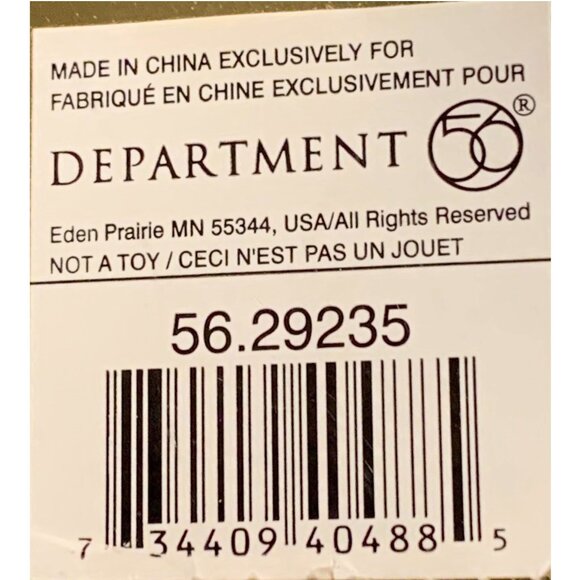 MADE IN CHINA EXCLUSIVELY FOR
FABRIQUÉ EN CHINE EXCLUSIVEMENT POUR
DEPARTMENT 56®
Eden Prairie MN 55344, USA/All Rights Reserved
NOT A TOY / CECI N'EST PAS UN JOUET
56.29235
7 34409 40488 5